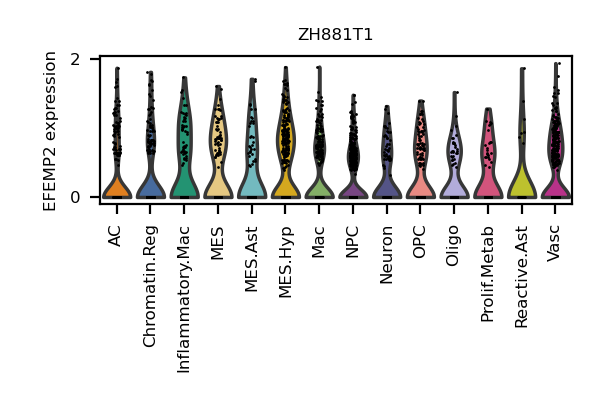 ZH881T1
EFEMP2 expression
2
0
AC
Chromatin.Reg
Inflammatory.Mac
MES
MES.Ast
MES.Hyp
Mac
NPC
Neuron
OPC
Oligo
Prolif.Metab
Reactive.Ast
Vasc